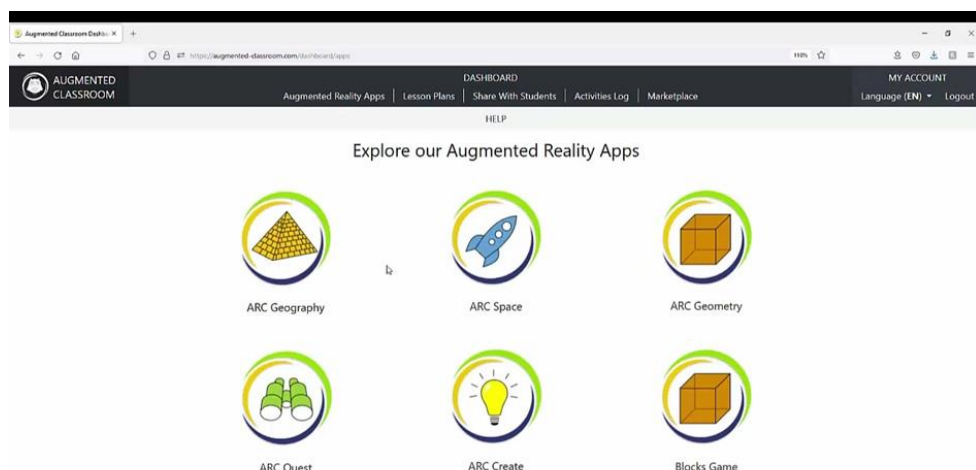 Augmented Classroom Dashbo
https://augmented-classroom.com/dashboard/apps
110%
AUGMENTED
CLASSROOM
DASHBOARD
Augmented Reality Apps | Lesson Plans | Share With Students | Activities Log | Marketplace
MY ACCOUNT
Language (EN) Logout
HELP
Explore our Augmented Reality Apps
ARC Geography
ARC Space
ARC Geometry
ARC Quest
ARC Create
Blocks Game